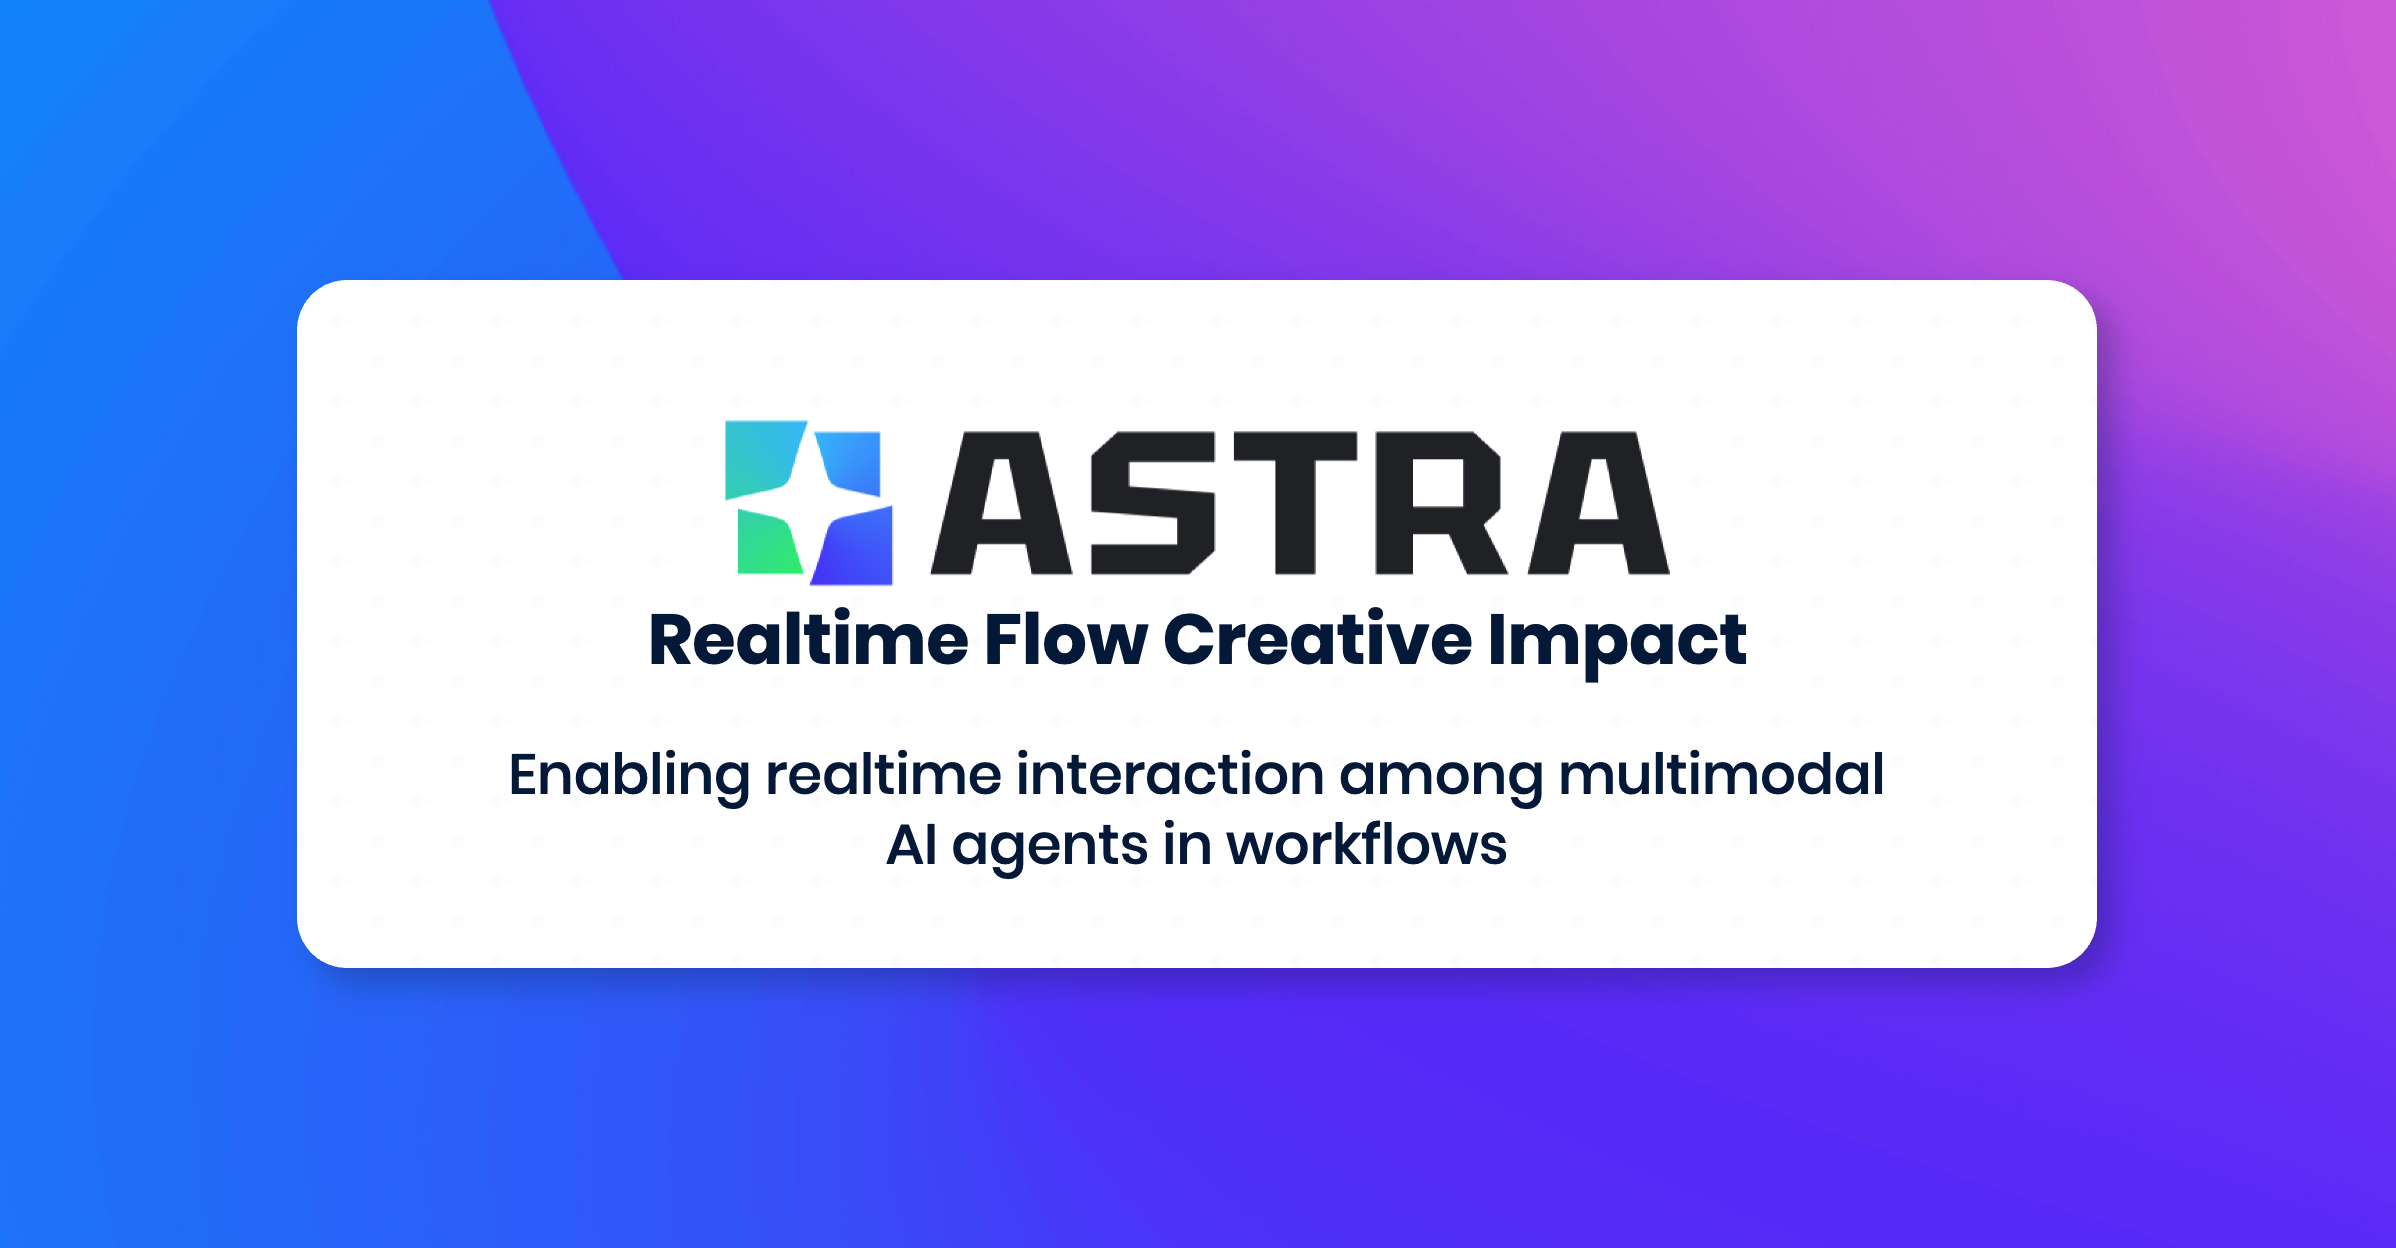 ASTRA
Realtime Flow Creative Impact
Enabling realtime interaction among multimodal
AI agents in workflows